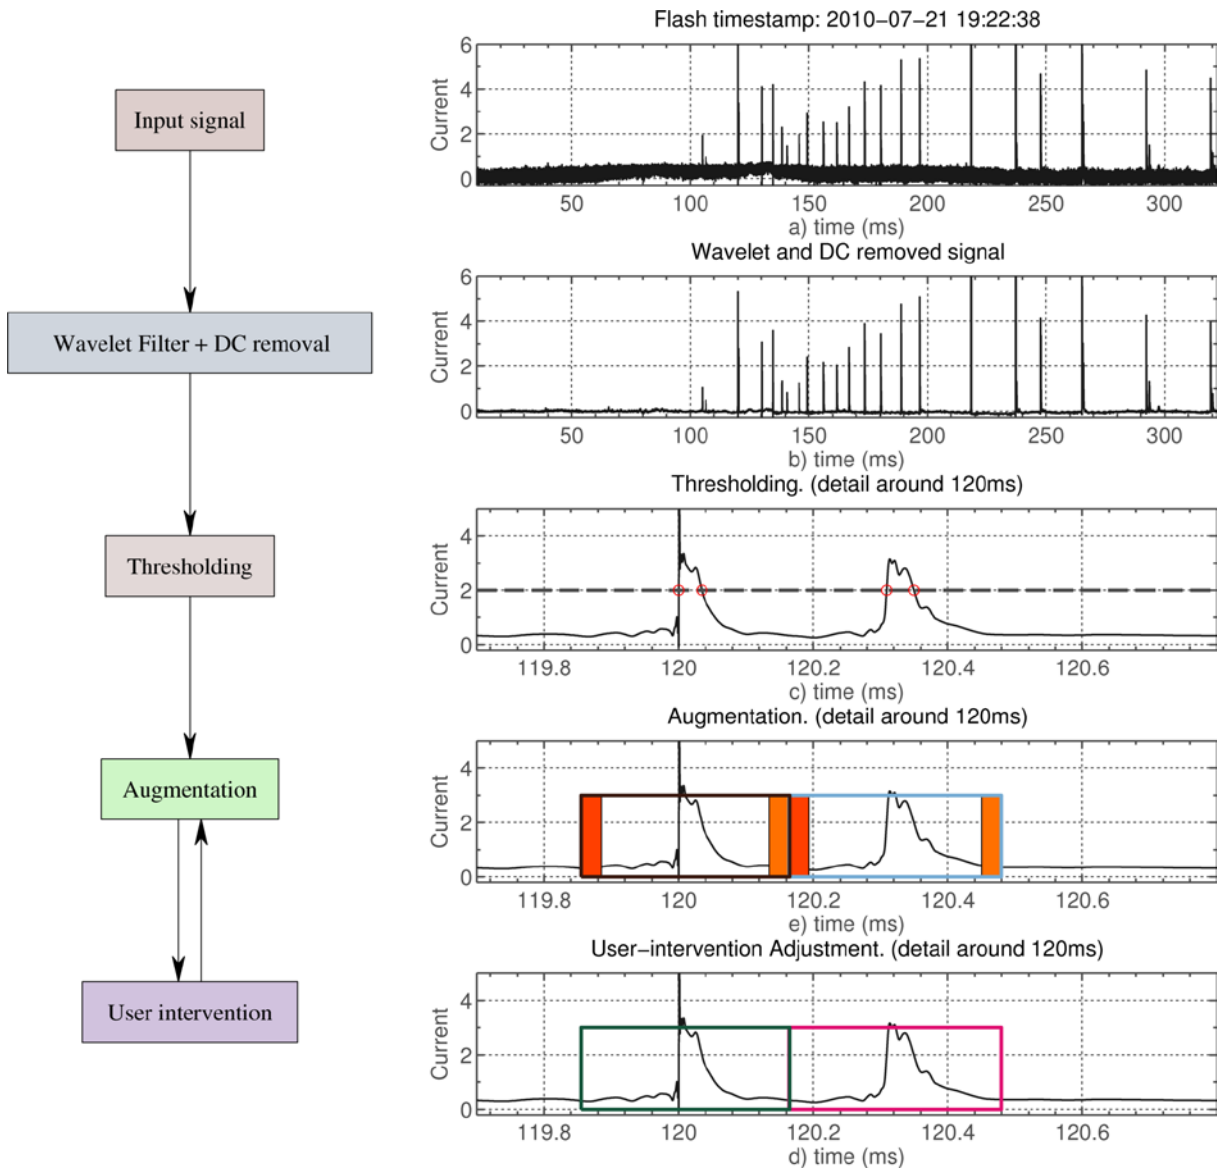 Input signal
Wavelet Filter + DC removal
Thresholding
Augmentation
User intervention
Flash timestamp: 2010−07−21 19:22:38
Current
6
4
2
0
50 100 150 200 250 300
a) time (ms)
Wavelet and DC removed signal
Current
6
4
2
0
50 100 150 200 250 300
b) time (ms)
Thresholding. (detail around 120ms)
Current
4
2
0
119.8 120 120.2 120.4 120.6
c) time (ms)
Augmentation. (detail around 120ms)
Current
4
2
0
119.8 120 120.2 120.4 120.6
e) time (ms)
User−intervention Adjustment. (detail around 120ms)
Current
4
2
0
119.8 120 120.2 120.4 120.6
d) time (ms)